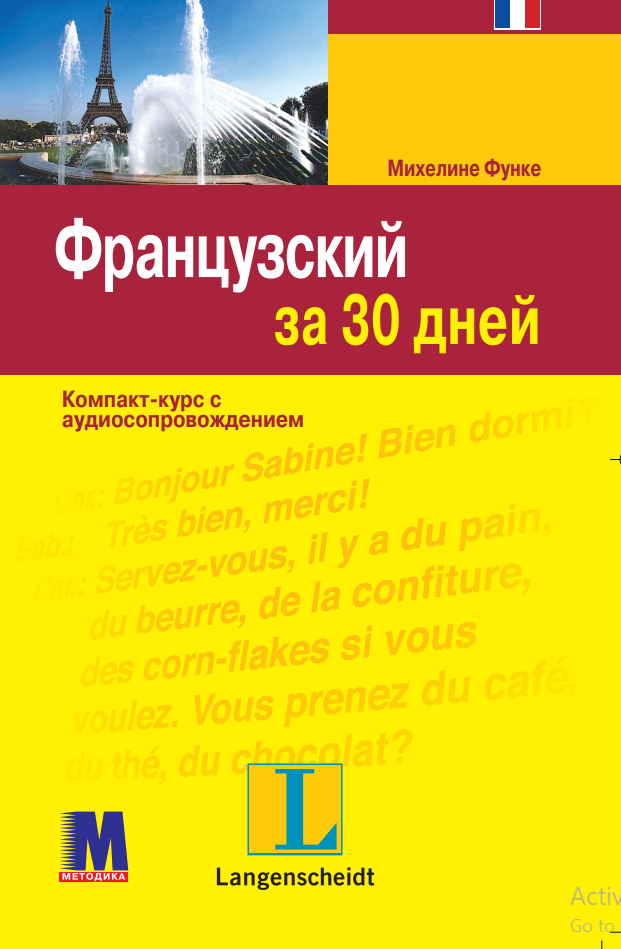 Михелине Функе
Французский
за 30 дней
Компакт-курс с
аудиосопровождением
Car.: Bonjour Sabine! Bien dormi?
Sab.: Très bien, merci!
Car.: Servez-vous, il y a du pain,
du beurre, de la confiture,
des corn-flakes si vous
voulez. Vous prenez du café,
du thé, du chocolat?
L
М
МЕТОДИКА
Langenscheidt
Activ
Go to